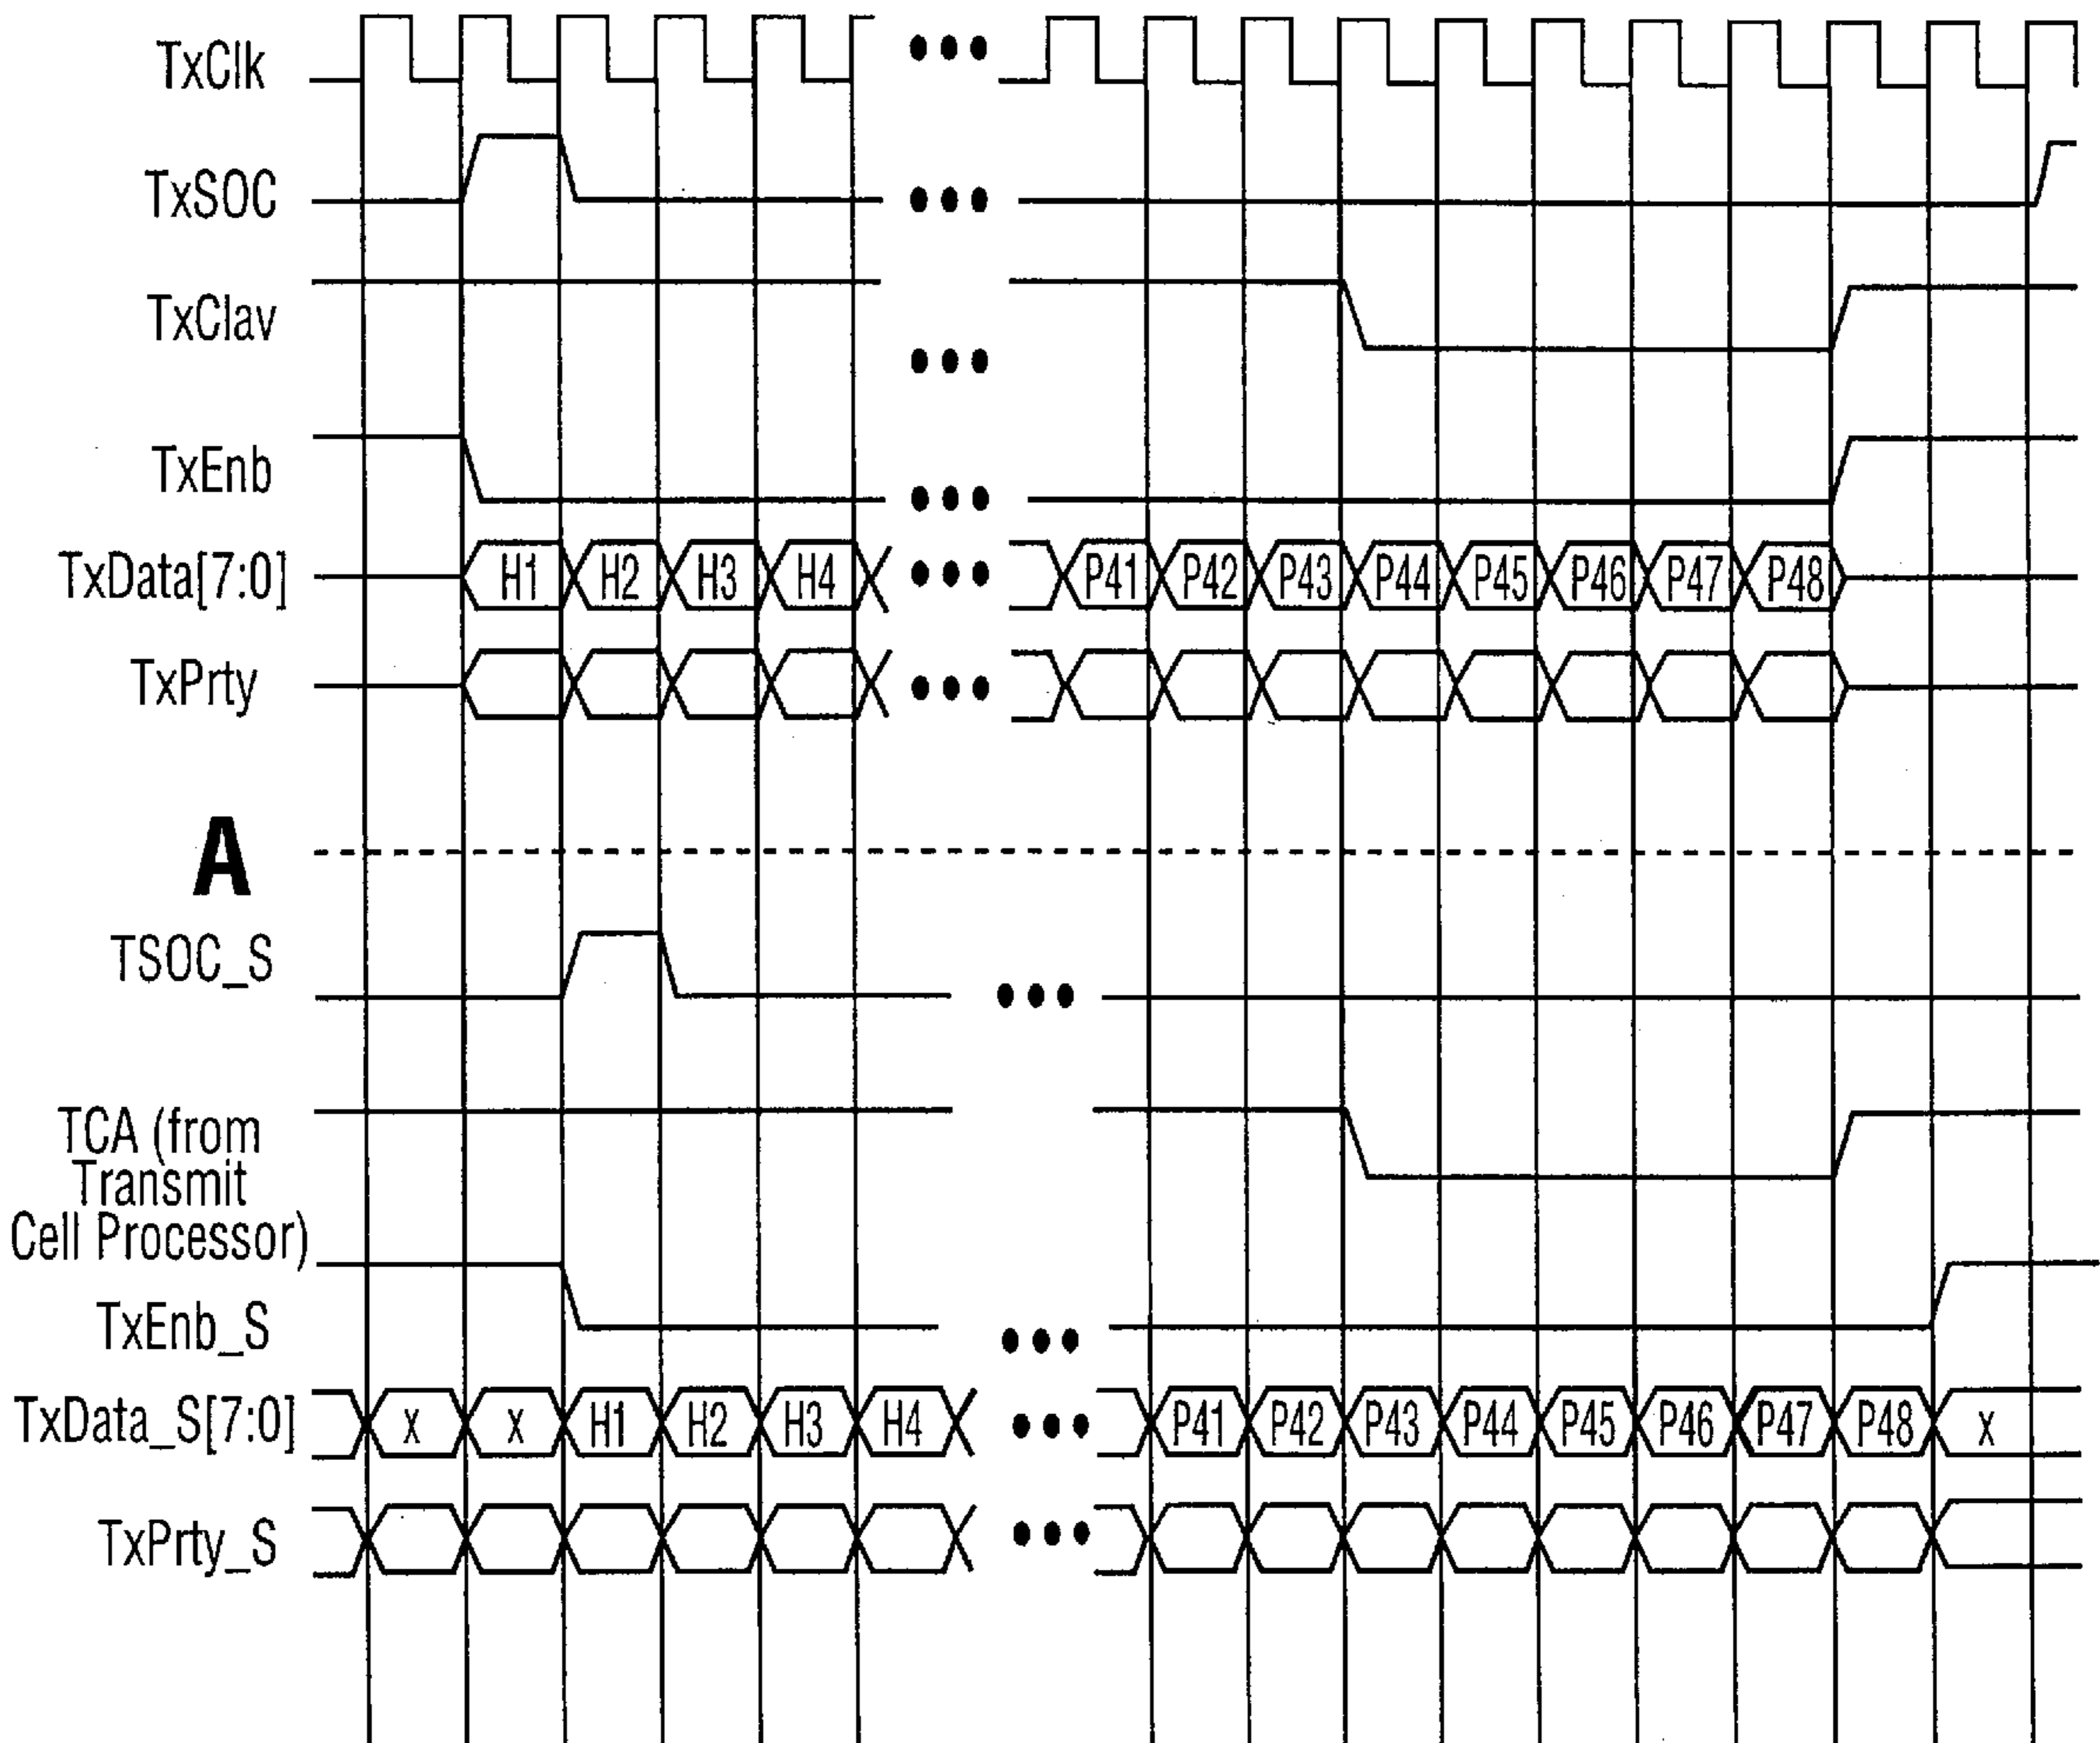 TxClk
TxSOC
TxClav
TxEnb
TxData[7:0] H1 H2 H3 H4 P41 P42 P43 P44 P45 P46 P47 P48
TxPrty
A
TSOC_S
TCA (from
Transmit
Cell Processor)
TxEnb_S
TxData_S[7:0] x x H1 H2 H3 H4 P41 P42 P43 P44 P45 P46 P47 P48 x
TxPrty_S